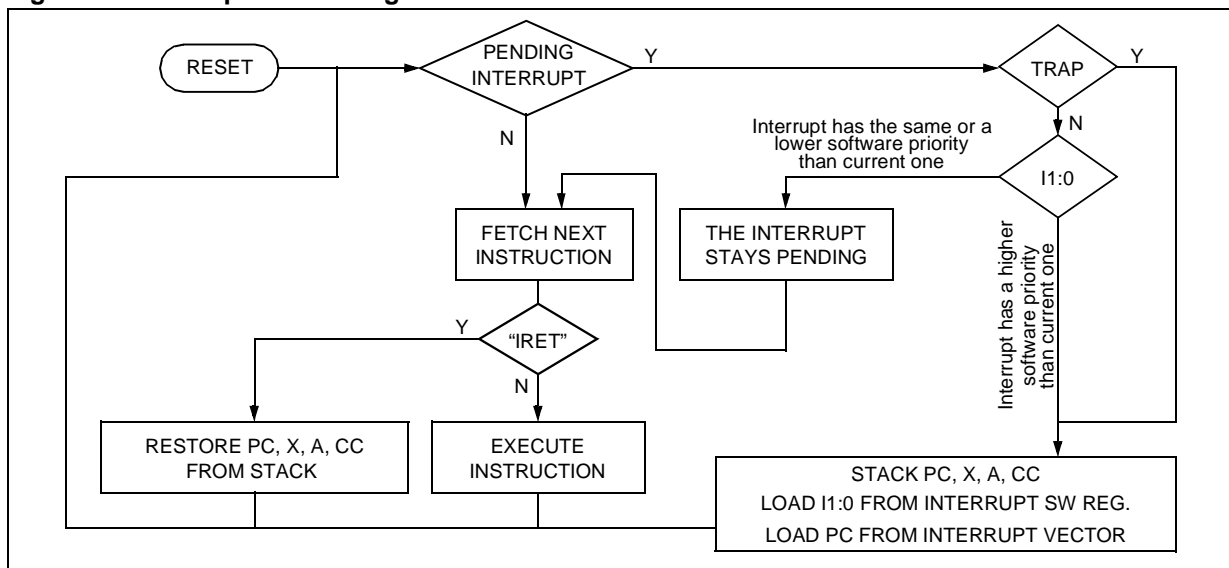 RESET
PENDING
INTERRUPT
Y
TRAP
Y
N
N
Interrupt has the same or a
lower software priority
than current one
I1:0
FETCH NEXT
INSTRUCTION
THE INTERRUPT
STAYS PENDING
Interrupt has a higher
software priority
than current one
Y
“IRET”
N
RESTORE PC, X, A, CC
FROM STACK
EXECUTE
INSTRUCTION
STACK PC, X, A, CC
LOAD I1:0 FROM INTERRUPT SW REG.
LOAD PC FROM INTERRUPT VECTOR